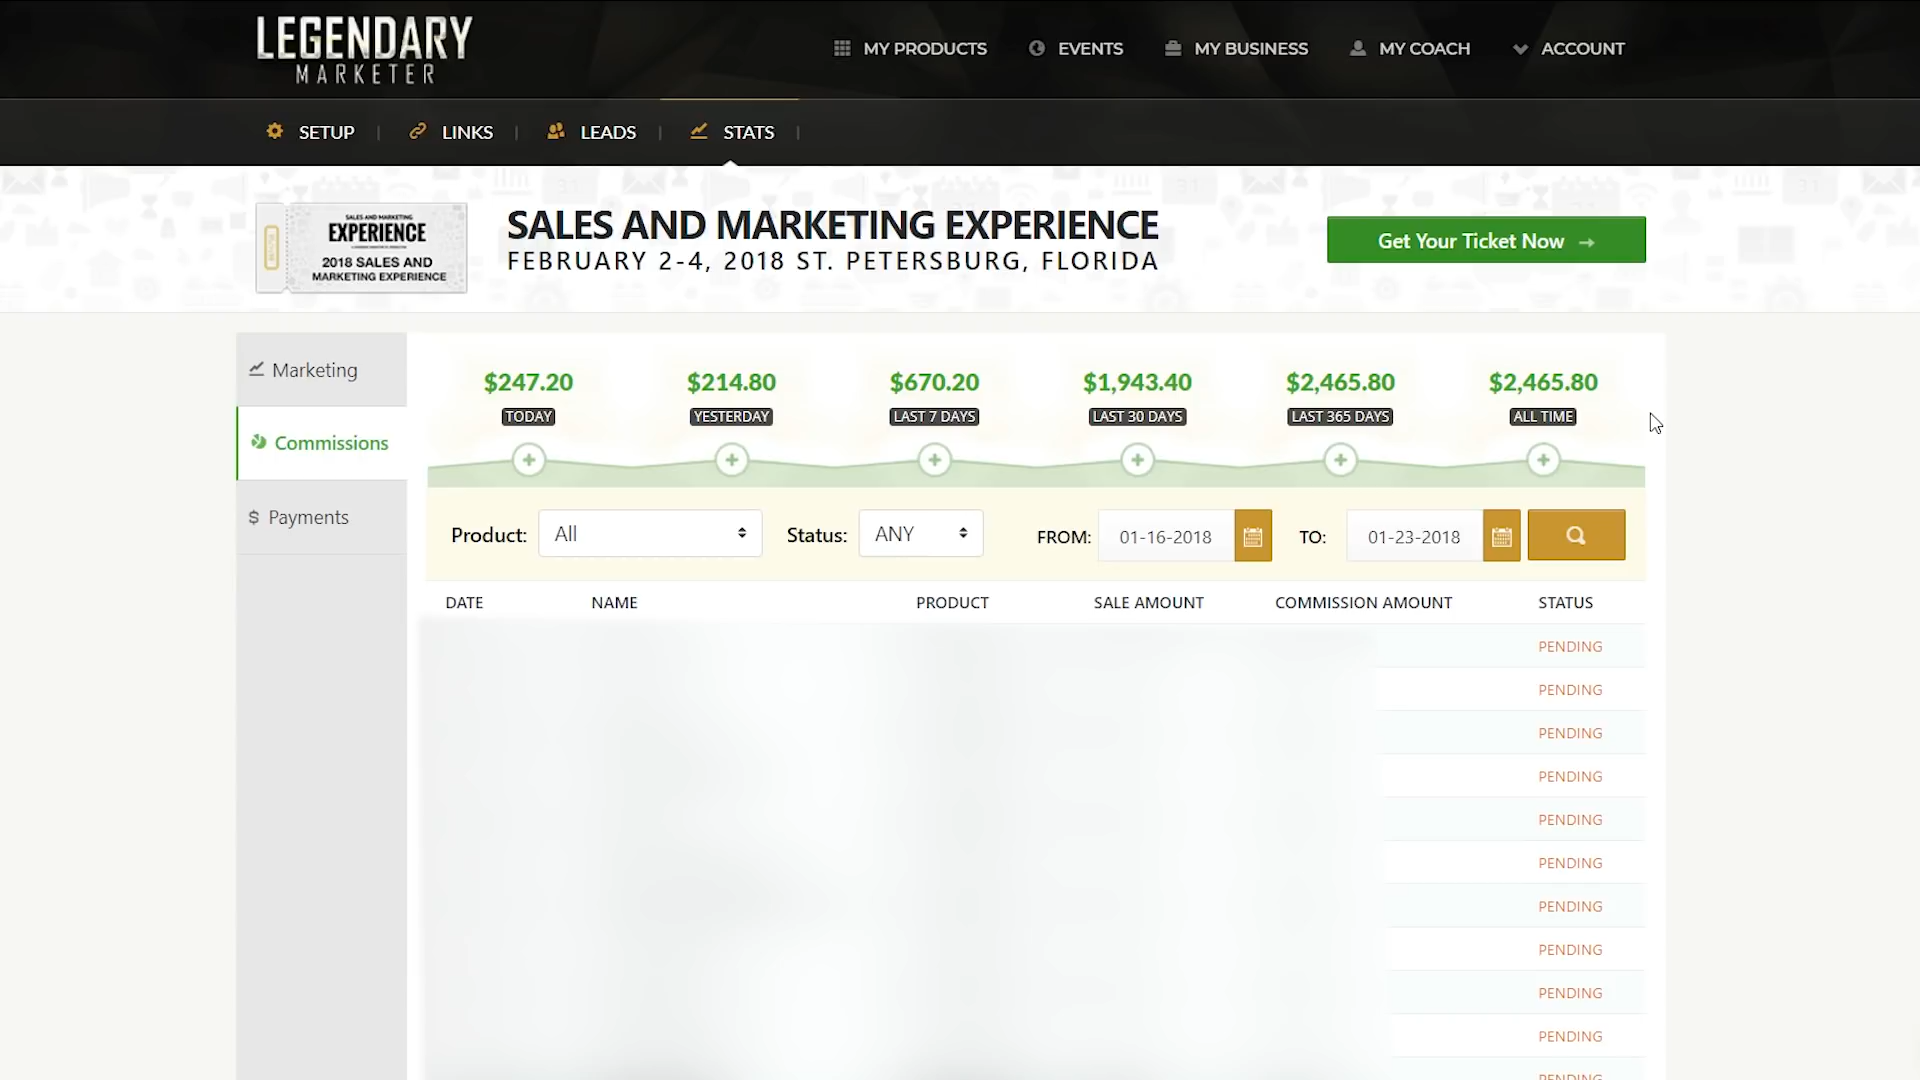 LEGENDARY
MARKETER
MY PRODUCTS
EVENTS
MY BUSINESS
MY COACH
ACCOUNT
SETUP
LINKS
LEADS
STATS
SALES AND MARKETING
EXPERIENCE
2018 SALES AND
MARKETING EXPERIENCE
SALES AND MARKETING EXPERIENCE
FEBRUARY 2-4, 2018 ST. PETERSBURG, FLORIDA
Get Your Ticket Now →
Marketing
Commissions
$ Payments
$247.20
TODAY
$214.80
YESTERDAY
$670.20
LAST 7 DAYS
$1,943.40
LAST 30 DAYS
$2,465.80
LAST 365 DAYS
$2,465.80
ALL TIME
Product: All
Status: ANY
FROM: 01-16-2018
TO: 01-23-2018
DATE NAME PRODUCT SALE AMOUNT COMMISSION AMOUNT STATUS
PENDING
PENDING
PENDING
PENDING
PENDING
PENDING
PENDING
PENDING
PENDING
PENDING
PENDING